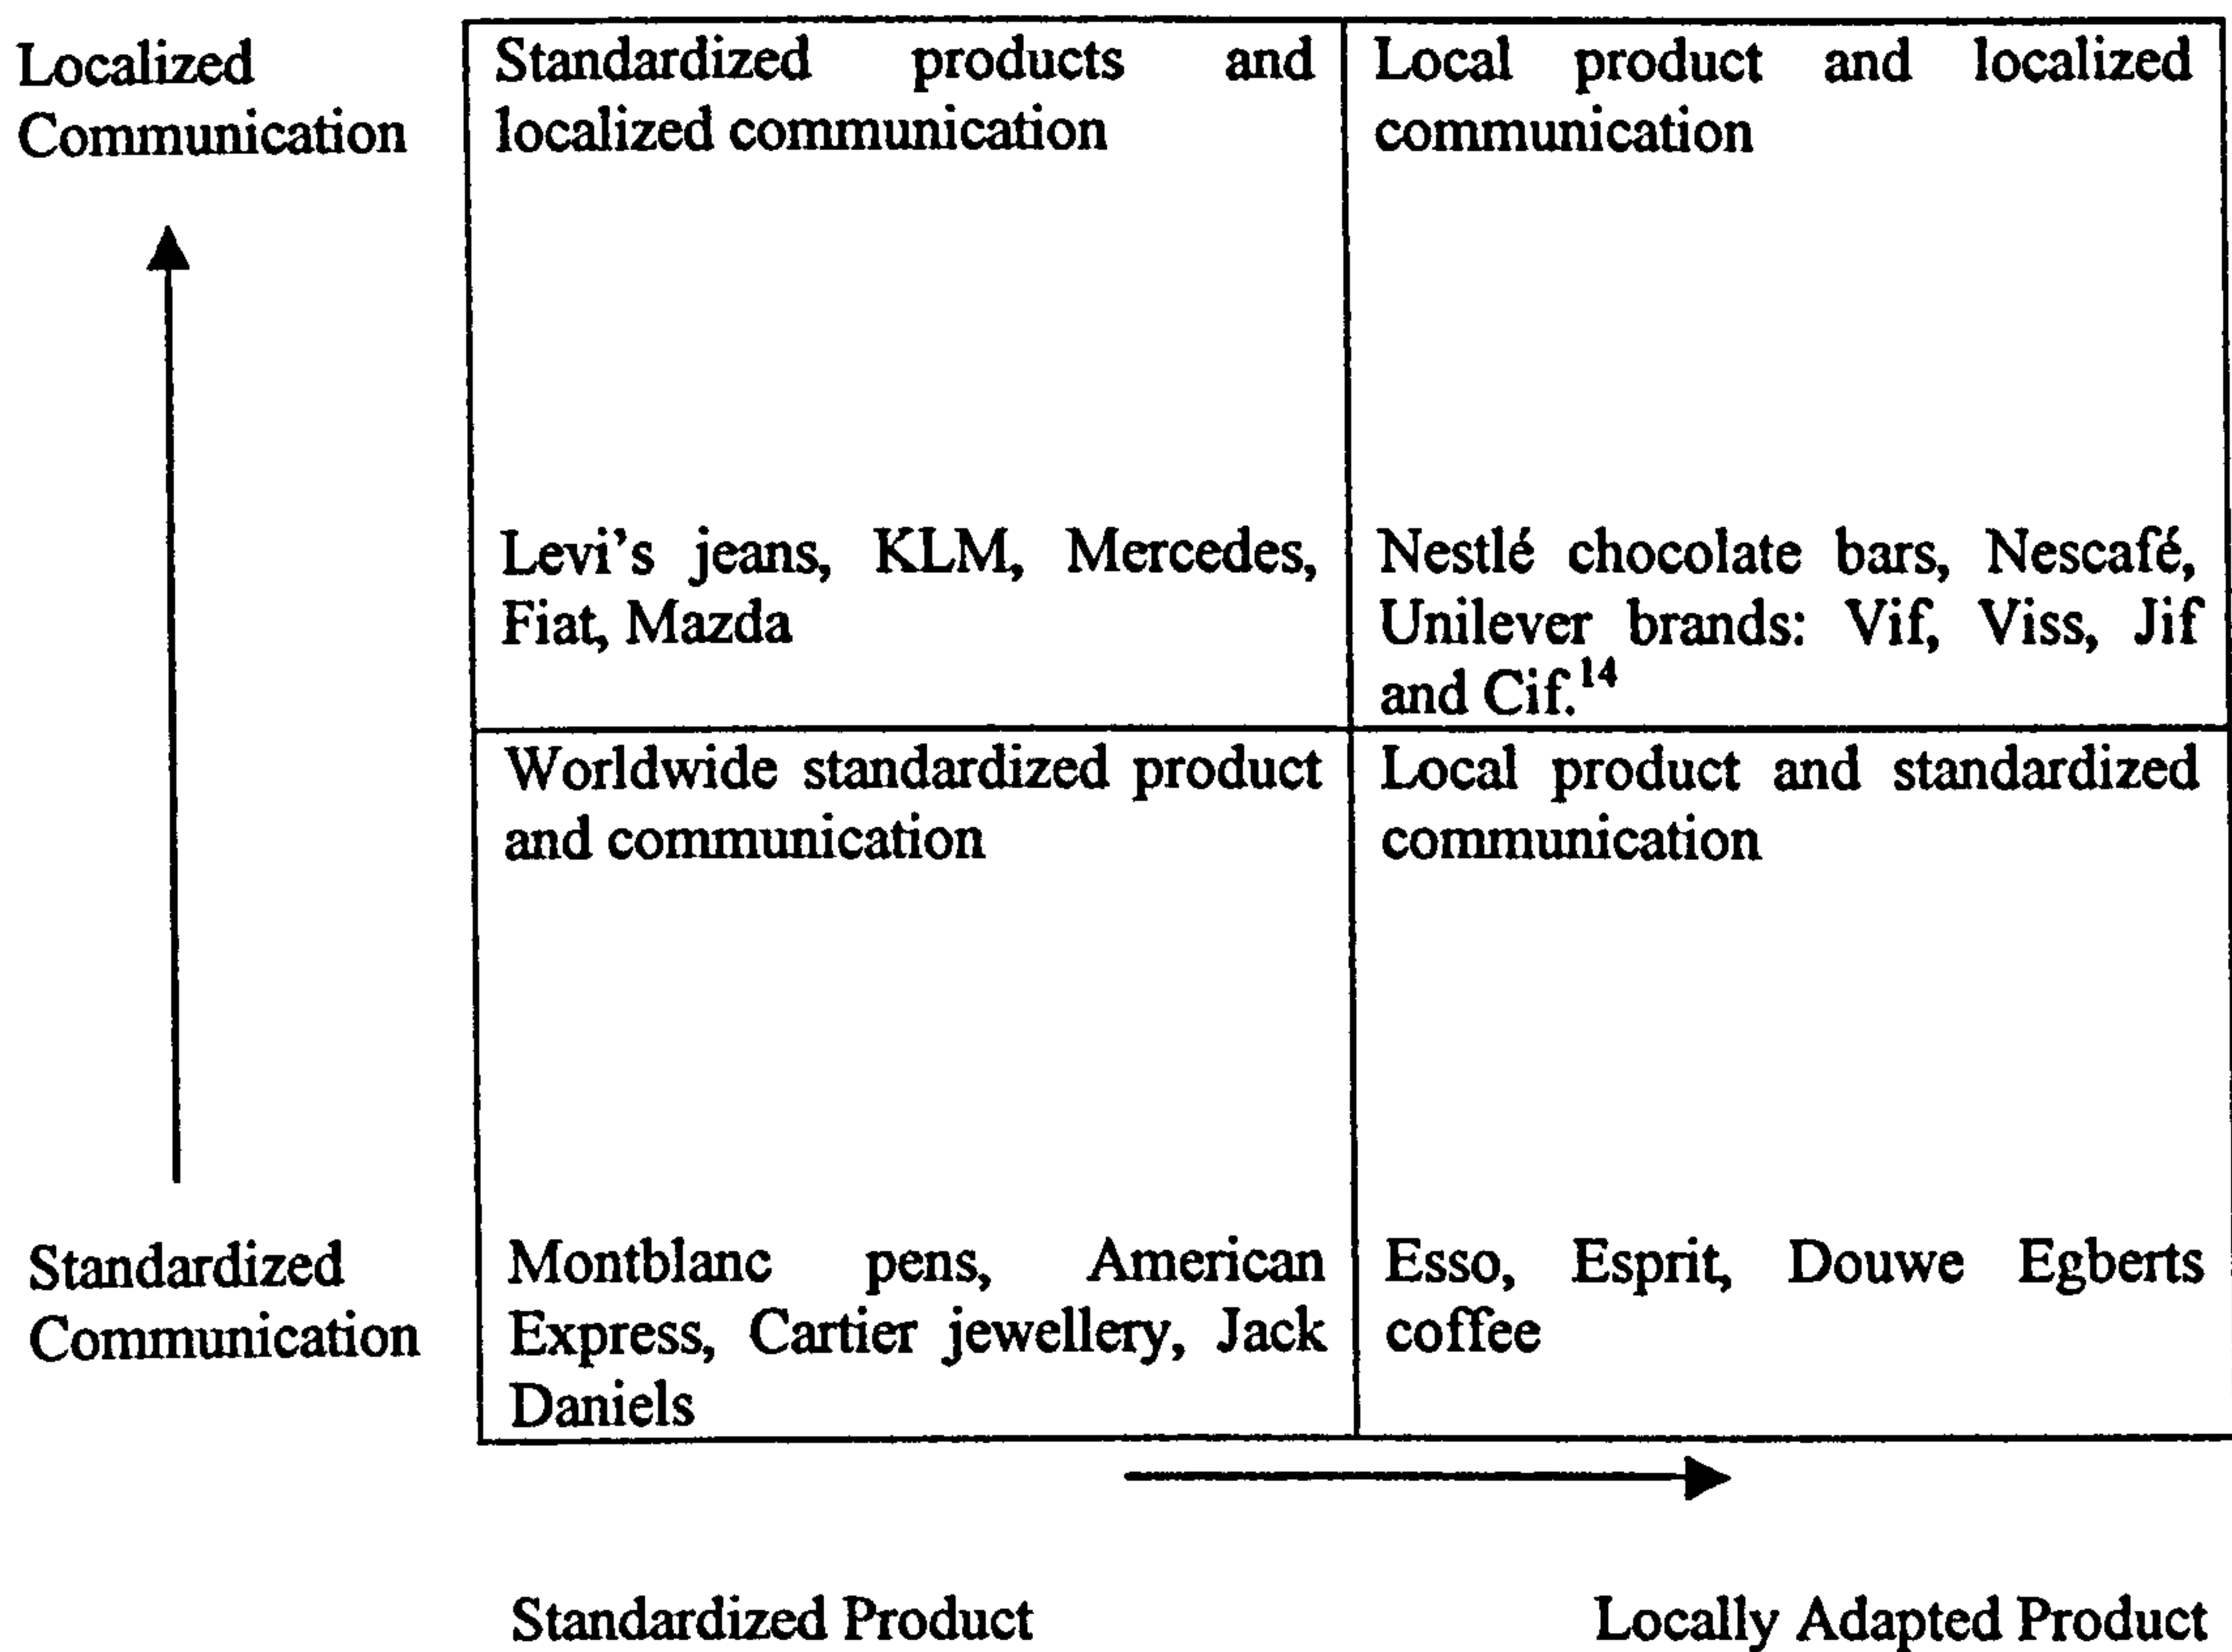 Localized
Communication
Standardized products and
localized communication
Local product and localized
communication
Levi's jeans, KLM, Mercedes,
Fiat, Mazda
Nestlé chocolate bars, Nescafé,
Unilever brands: Vif, Viss, Jif
and Cif.14
Worldwide standardized product
and communication
Local product and standardized
communication
Standardized
Communication
Montblanc pens, American
Express, Cartier jewellery, Jack
Daniels
Esso, Esprit, Douwe Egberts
coffee
Standardized Product
Locally Adapted Product